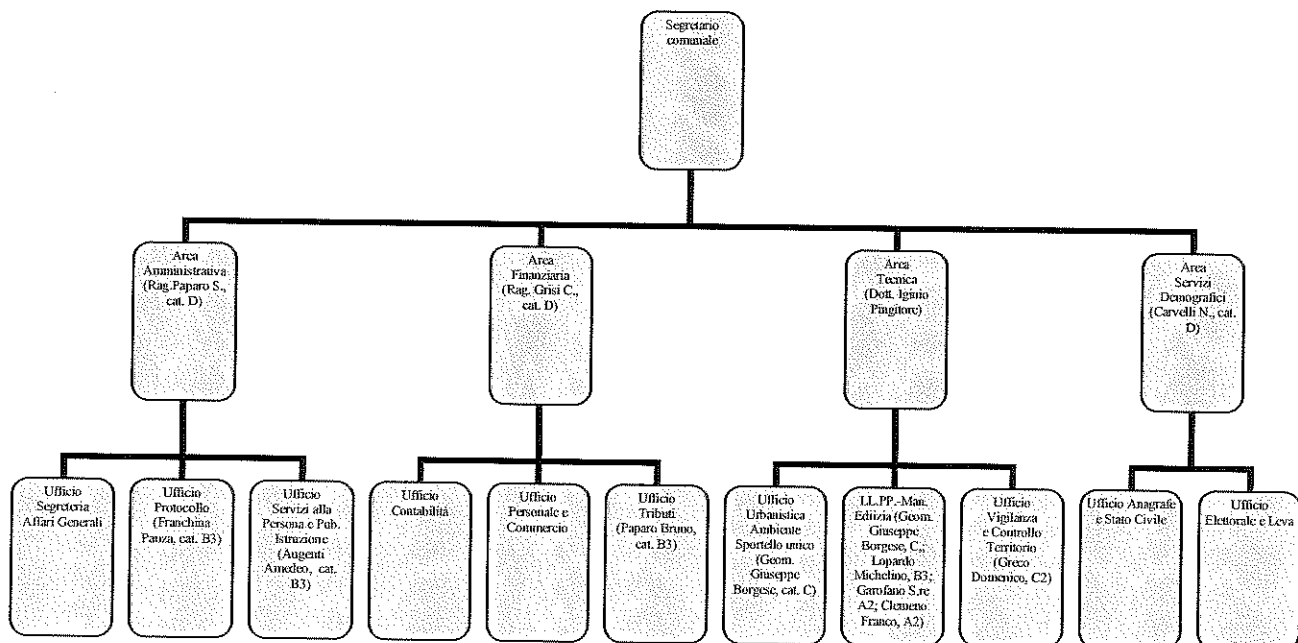 Segretario
comunale
Area
Amministrativa
(Rag.Paparo S.,
cat. D)
Area
Finanziaria
(Rag. Grisi C.,
cat. D)
Area
Tecnica
(Dott. Iginio
Pingitore)
Area
Servizi
Demografici
(Carvelli N., cat.
D)
Ufficio
Segreteria
Affari Generali
Ufficio
Protocollo
(Franchina
Panza, cat. B3)
Ufficio
Servizi alla
Persona e Pub.
Istruzione
(Augenti
Amedeo, cat.
B3)
Ufficio
Contabilità
Ufficio
Personale e
Commercio
Ufficio
Tributi
(Paparo Bruno,
cat. B3)
Ufficio
Urbanistica
Ambiente
Sportello unico
(Geom.
Giuseppe
Borgese, cat. C)
LL.PP.-Man.
Edilizia (Geom.
Giuseppe
Borgese, C,;
Lopardo
Michelino, B3;
Garofano S.re
A2; Clemeno
Franco, A2)
Ufficio
Vigilanza
e Controllo
Territorio
(Greco
Domenico, C2)
Ufficio Anagrafe
e Stato Civile
Ufficio
Elettorale e Leva